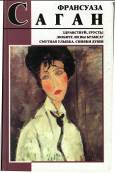 ФРАНСУАЗА
САГАН
ЗДРАВСТВУЙ, ГРУСТЬ!
ЛЮБИТЕ ЛИ ВЫ БРАМСА?
СМУТНАЯ УЛЫБКА, СИНЯКИ ДУШИ